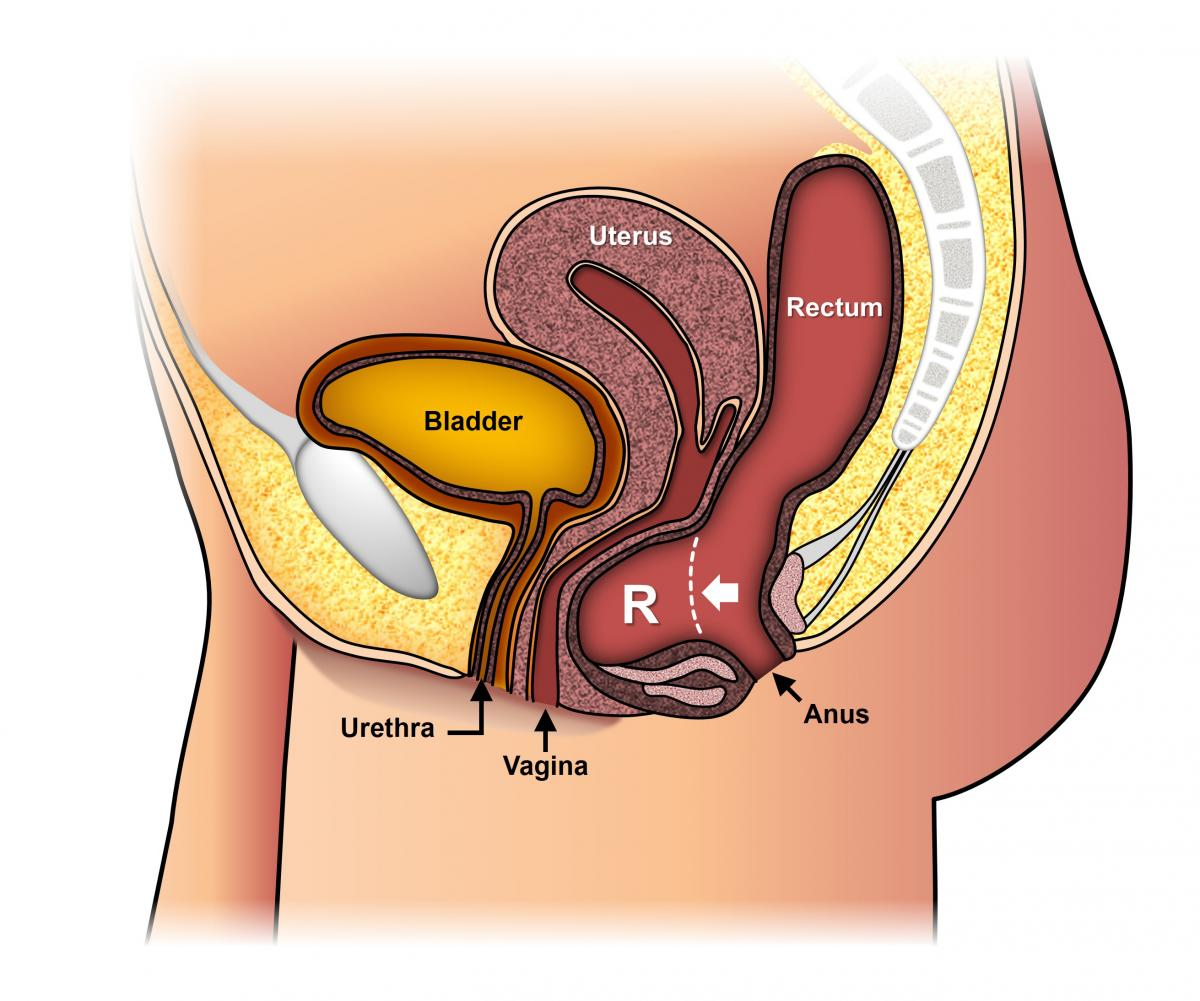 Uterus
Rectum
Bladder
R
Urethra
Anus
Vagina